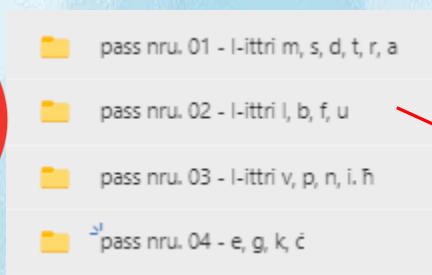 pass nru. 01 - l-ittri m, s, d, t, r, a
pass nru. 02 - l-ittri l, b, f, u
pass nru. 03 - l-ittri v, p, n, i. ħ
pass nru. 04 - e, g, k, ċ